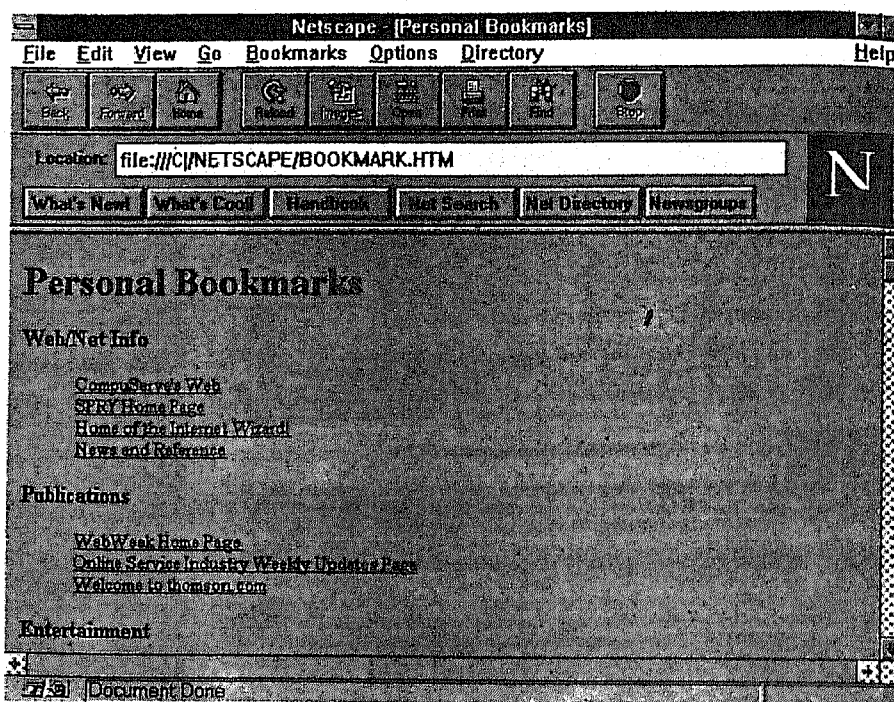 Netscape - [Personal Bookmarks]
File Edit View Go Bookmarks Options Directory Help
Back Forward Home Reload Images Open Print Find Stop
Location: file:///C|/NETSCAPE/BOOKMARK.HTM
N
What's New! What's Cool! Handbook Net Search Net Directory Newsgroups
Personal Bookmarks
Web/Net Info
CompuServe's Web
SPRY Home Page
Home of the Internet Wizard!
News and Reference
Publications
WebWeek Home Page
Online Service Industry Weekly Updates Page
Welcome to thomson.com
Entertainment
Document Done